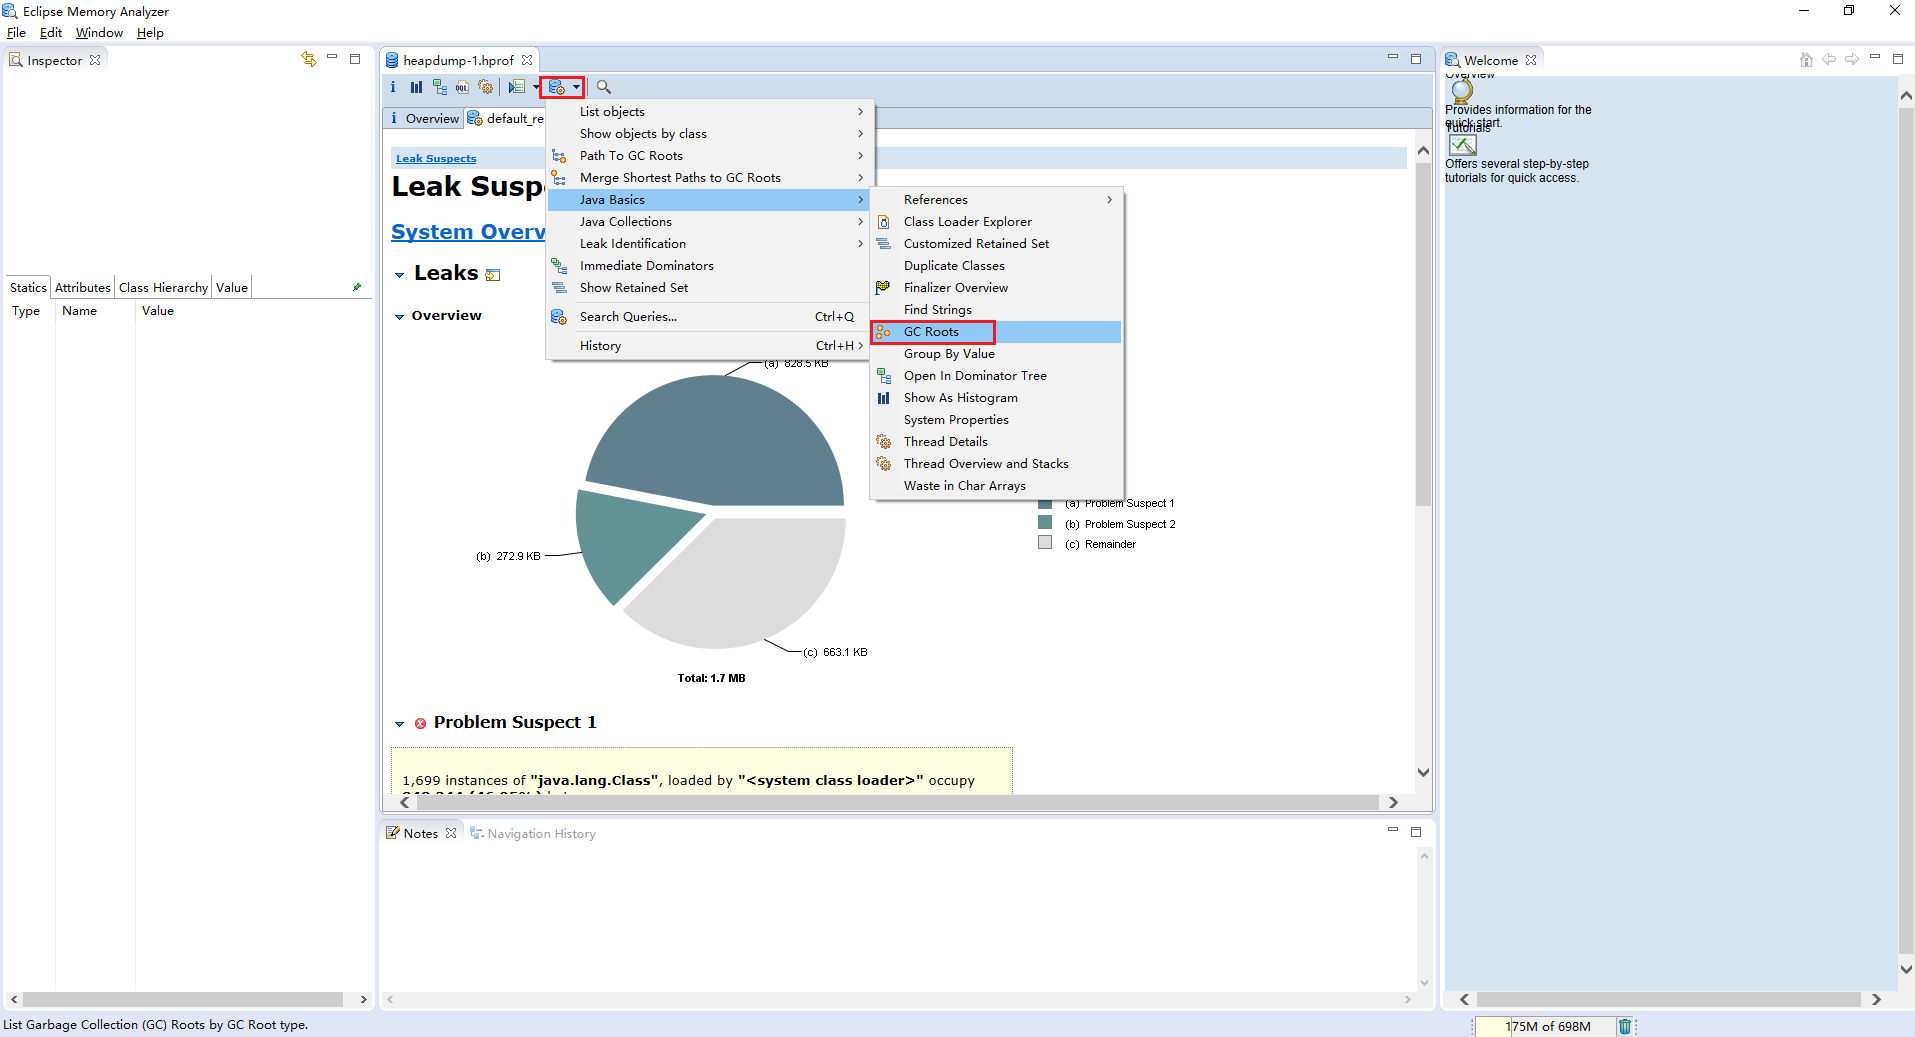 Eclipse Memory Analyzer
File Edit Window Help
Inspector
Statics Attributes Class Hierarchy Value
Type Name Value
heapdump-1.hprof
i OQL
i Overview default_re
Leak Suspects
Leak Susp
System Overv
Leaks
Overview
List objects
Show objects by class
Path To GC Roots
Merge Shortest Paths to GC Roots
Java Basics
Java Collections
Leak Identification
Immediate Dominators
Show Retained Set
Search Queries... Ctrl+Q
History Ctrl+H
References
Class Loader Explorer
Customized Retained Set
Duplicate Classes
Finalizer Overview
Find Strings
GC Roots
Group By Value
Open In Dominator Tree
Show As Histogram
System Properties
Thread Details
Thread Overview and Stacks
Waste in Char Arrays
(a) 828.5 KB
(b) 272.9 KB
(c) 663.1 KB
Total: 1.7 MB
(a) Problem Suspect 1
(b) Problem Suspect 2
(c) Remainder
Problem Suspect 1
1,699 instances of "java.lang.Class", loaded by "<system class loader>" occupy
Notes Navigation History
Welcome
Overview
Provides information for the
quick start.
Tutorials
Offers several step-by-step
tutorials for quick access.
List Garbage Collection (GC) Roots by GC Root type.
175M of 698M